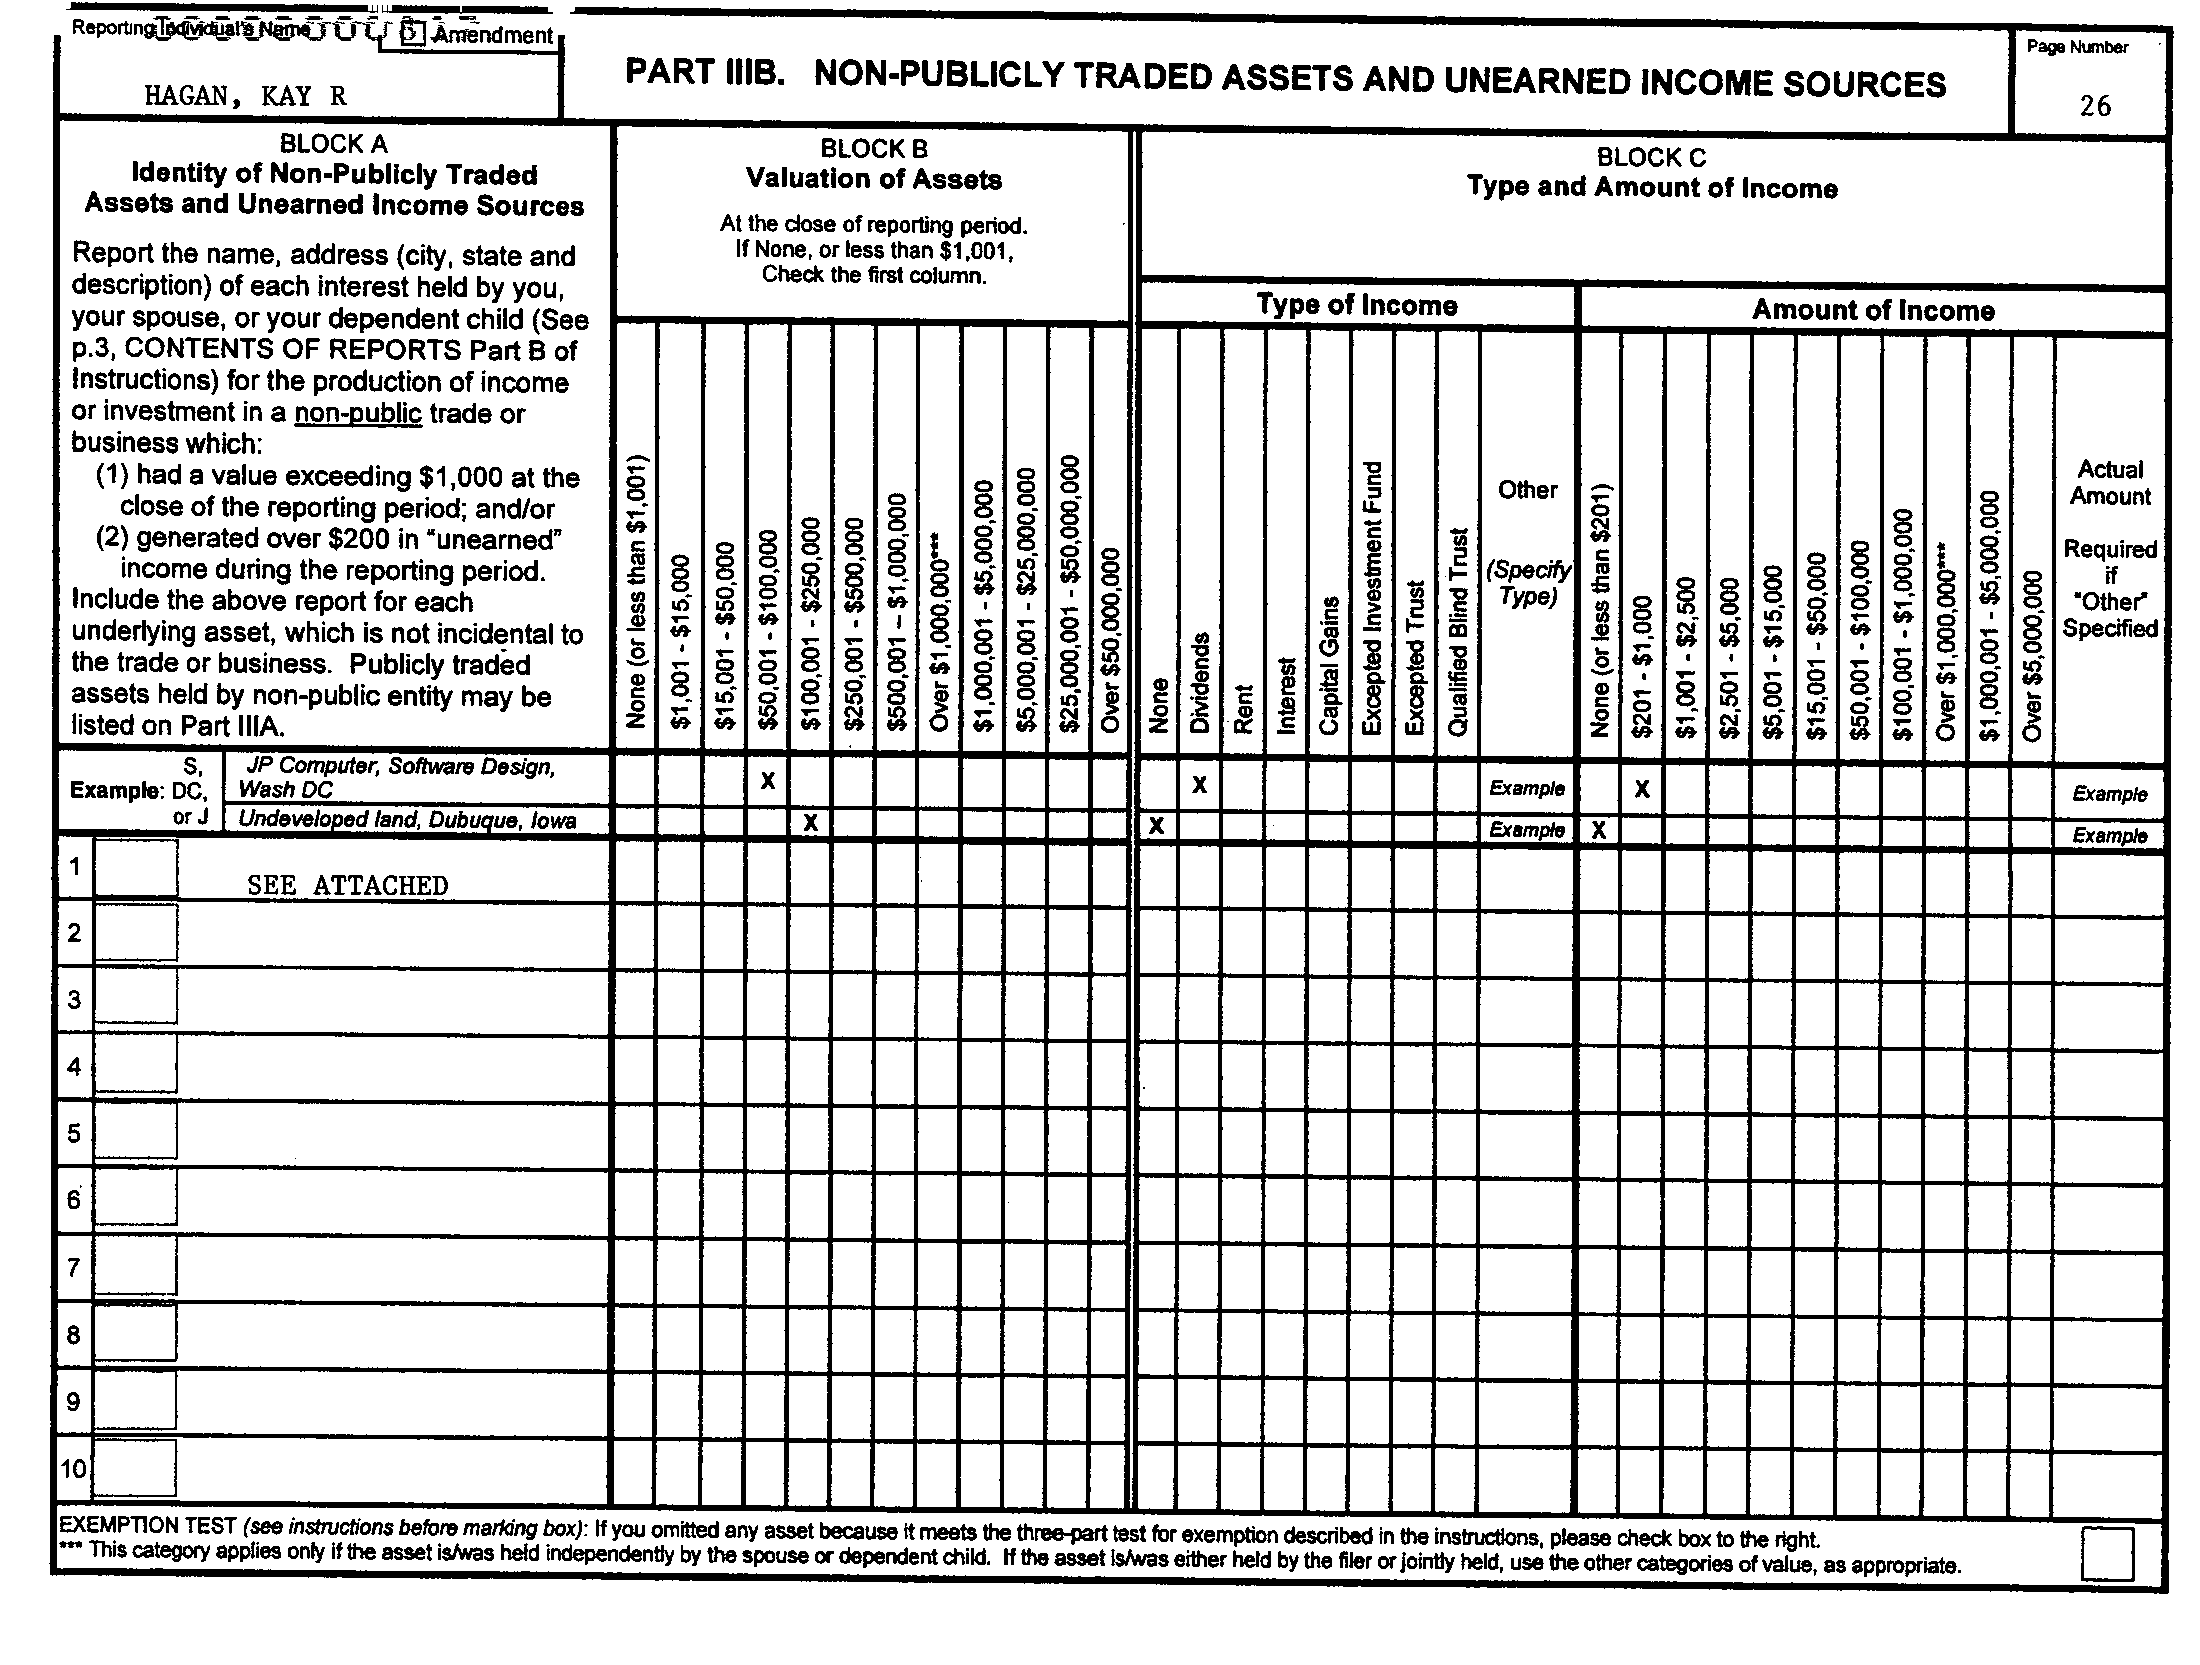 Reporting Individual's Name
Amendment
HAGAN, KAY R
PART IIIB. NON-PUBLICLY TRADED ASSETS AND UNEARNED INCOME SOURCES
Page Number
26
BLOCK A
Identity of Non-Publicly Traded
Assets and Unearned Income Sources
Report the name, address (city, state and
description) of each interest held by you,
your spouse, or your dependent child (See
p.3, CONTENTS OF REPORTS Part B of
Instructions) for the production of income
or investment in a non-public trade or
business which:
(1) had a value exceeding $1,000 at the
close of the reporting period; and/or
(2) generated over $200 in "unearned"
income during the reporting period.
Include the above report for each
underlying asset, which is not incidental to
the trade or business. Publicly traded
assets held by non-public entity may be
listed on Part IIIA.
BLOCK B
Valuation of Assets
At the close of reporting period.
If None, or less than $1,001,
Check the first column.
None (or less than $1,001)
$1,001 - $15,000
$15,001 - $50,000
$50,001 - $100,000
$100,001 - $250,000
$250,001 - $500,000
$500,001 – $1,000,000
Over $1,000,000***
$1,000,001 - $5,000,000
$5,000,001 - $25,000,000
$25,000,001 - $50,000,000
Over $50,000,000
BLOCK C
Type and Amount of Income
Type of Income
None
Dividends
Rent
Interest
Capital Gains
Excepted Investment Fund
Excepted Trust
Qualified Blind Trust
Other
(Specify
Type)
Amount of Income
None (or less than $201)
$201 - $1,000
$1,001 - $2,500
$2,501 - $5,000
$5,001 - $15,000
$15,001 - $50,000
$50,001 - $100,000
$100,001 - $1,000,000
Over $1,000,000***
$1,000,001 - $5,000,000
Over $5,000,000
Actual
Amount
Required
if
"Other"
Specified
Example:
S,
DC,
or J
JP Computer, Software Design,
Wash DC
X
X
Example
X
Example
Undeveloped land, Dubuque, Iowa
X
X
Example
X
Example
1
SEE ATTACHED
2
3
4
5
6
7
8
9
10
EXEMPTION TEST (see instructions before marking box): If you omitted any asset because it meets the three-part test for exemption described in the instructions, please check box to the right.
*** This category applies only if the asset is/was held independently by the spouse or dependent child. If the asset is/was either held by the filer or jointly held, use the other categories of value, as appropriate.